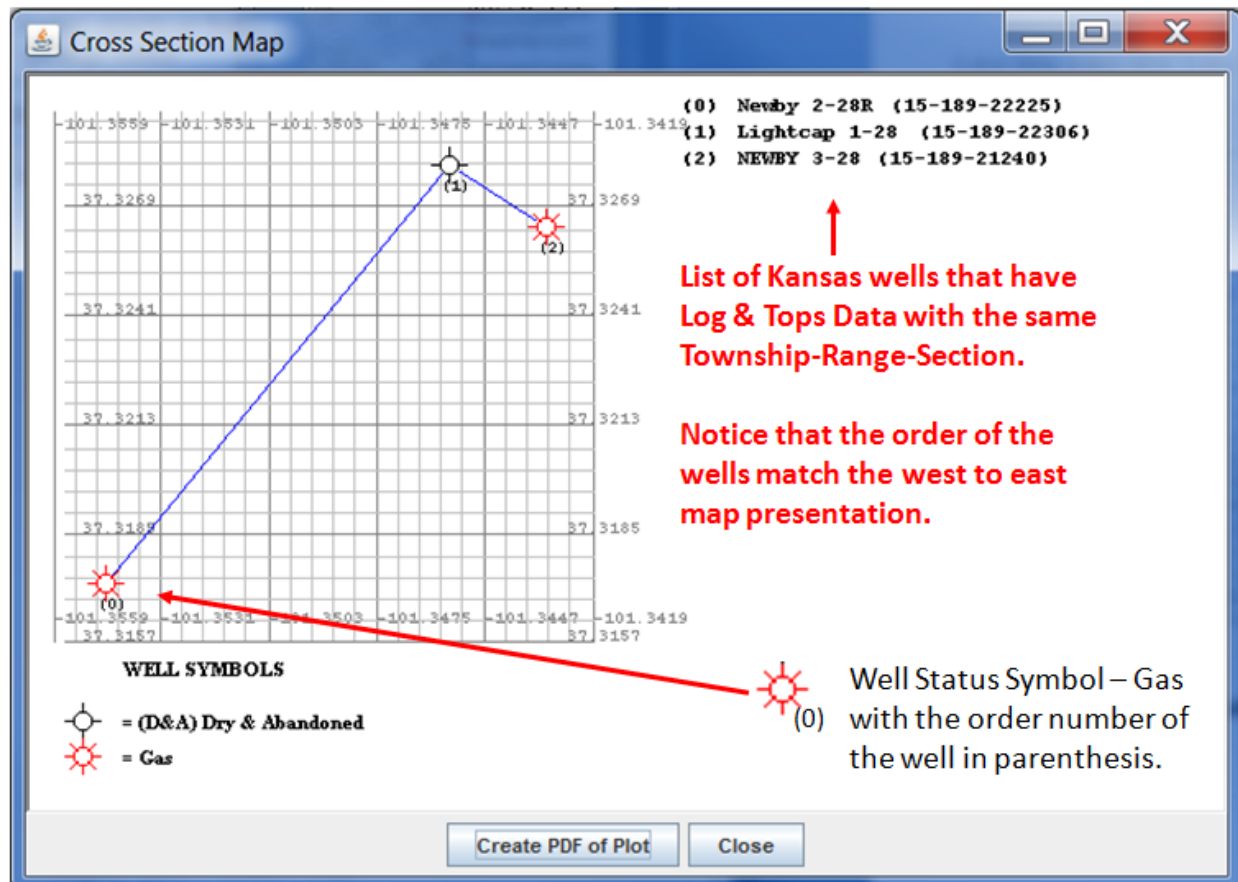 Cross Section Map
(0) Newby 2-28R (15-189-22225)
(1) Lightcap 1-28 (15-189-22306)
(2) NEWBY 3-28 (15-189-21240)
-101.3559 -101.3531 -101.3503 -101.3475 -101.3447 -101.3419
(1)
37.3269 37.3269
(2)
37.3241 37.3241
37.3213 37.3213
37.3185 37.3185
(0)
-101.3559 -101.3531 -101.3503 -101.3475 -101.3447 -101.3419
37.3157 37.3157
List of Kansas wells that have
Log & Tops Data with the same
Township-Range-Section.
Notice that the order of the
wells match the west to east
map presentation.
WELL SYMBOLS
= (D&A) Dry & Abandoned
= Gas
(0)
Well Status Symbol – Gas
with the order number of
the well in parenthesis.
Create PDF of Plot
Close